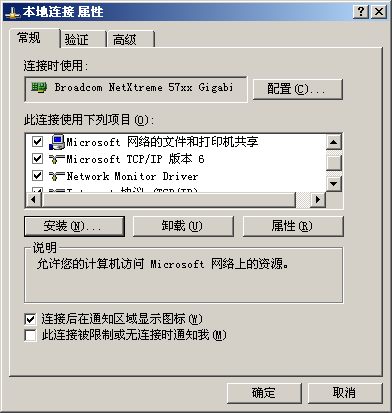 本地连接 属性
常规 验证 高级
连接时使用:
Broadcom NetXtreme 57xx Gigabi 配置(C)...
此连接使用下列项目(O):
Microsoft 网络的文件和打印机共享
Microsoft TCP/IP 版本 6
Network Monitor Driver
Internet 协议 (TCP/IP)
安装(N)... 卸载(U) 属性(R)
说明
允许您的计算机访问 Microsoft 网络上的资源。
连接后在通知区域显示图标(W)
此连接被限制或无连接时通知我(M)
确定 取消